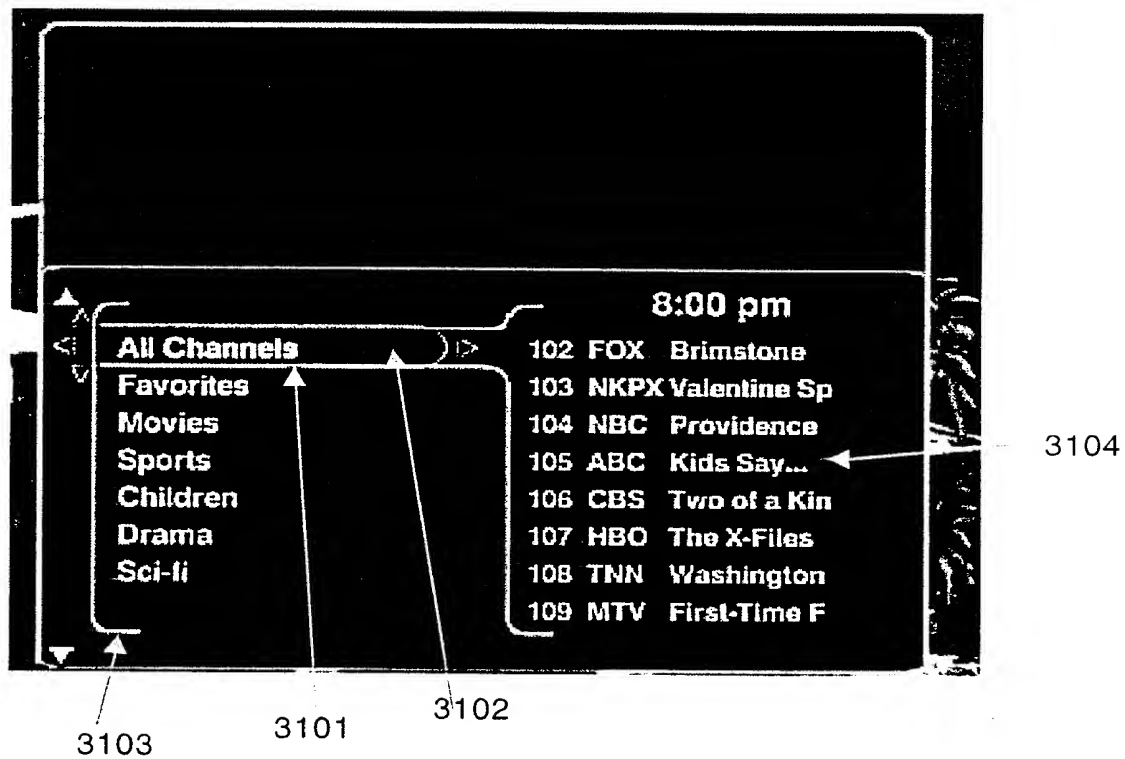 8:00 pm
All Channels
Favorites
Movies
Sports
Children
Drama
Sci-fi
102 FOX Brimstone
103 NKPX Valentine Sp
104 NBC Providence
105 ABC Kids Say...
106 CBS Two of a Kin
107 HBO The X-Files
108 TNN Washington
109 MTV First-Time F
3104
3103
3101
3102